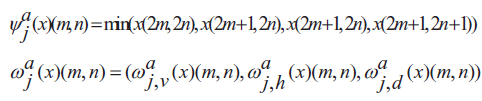 ψ_j^a(x)(m,n)=min(x(2m,2n),x(2m+1,2n),x(2m+1,2n),x(2m+1,2n+1))
ω_j^a(x)(m,n)=(ω_{j,v}^a(x)(m,n),ω_{j,h}^a(x)(m,n),ω_{j,d}^a(x)(m,n))